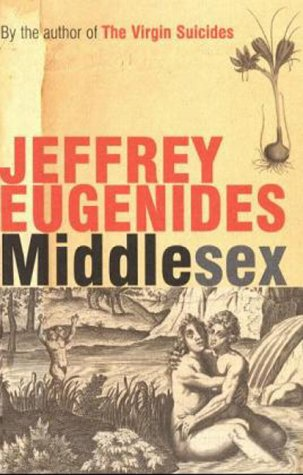 By the author of The Virgin Suicides
JEFFREY
EUGENIDES
Middlesex